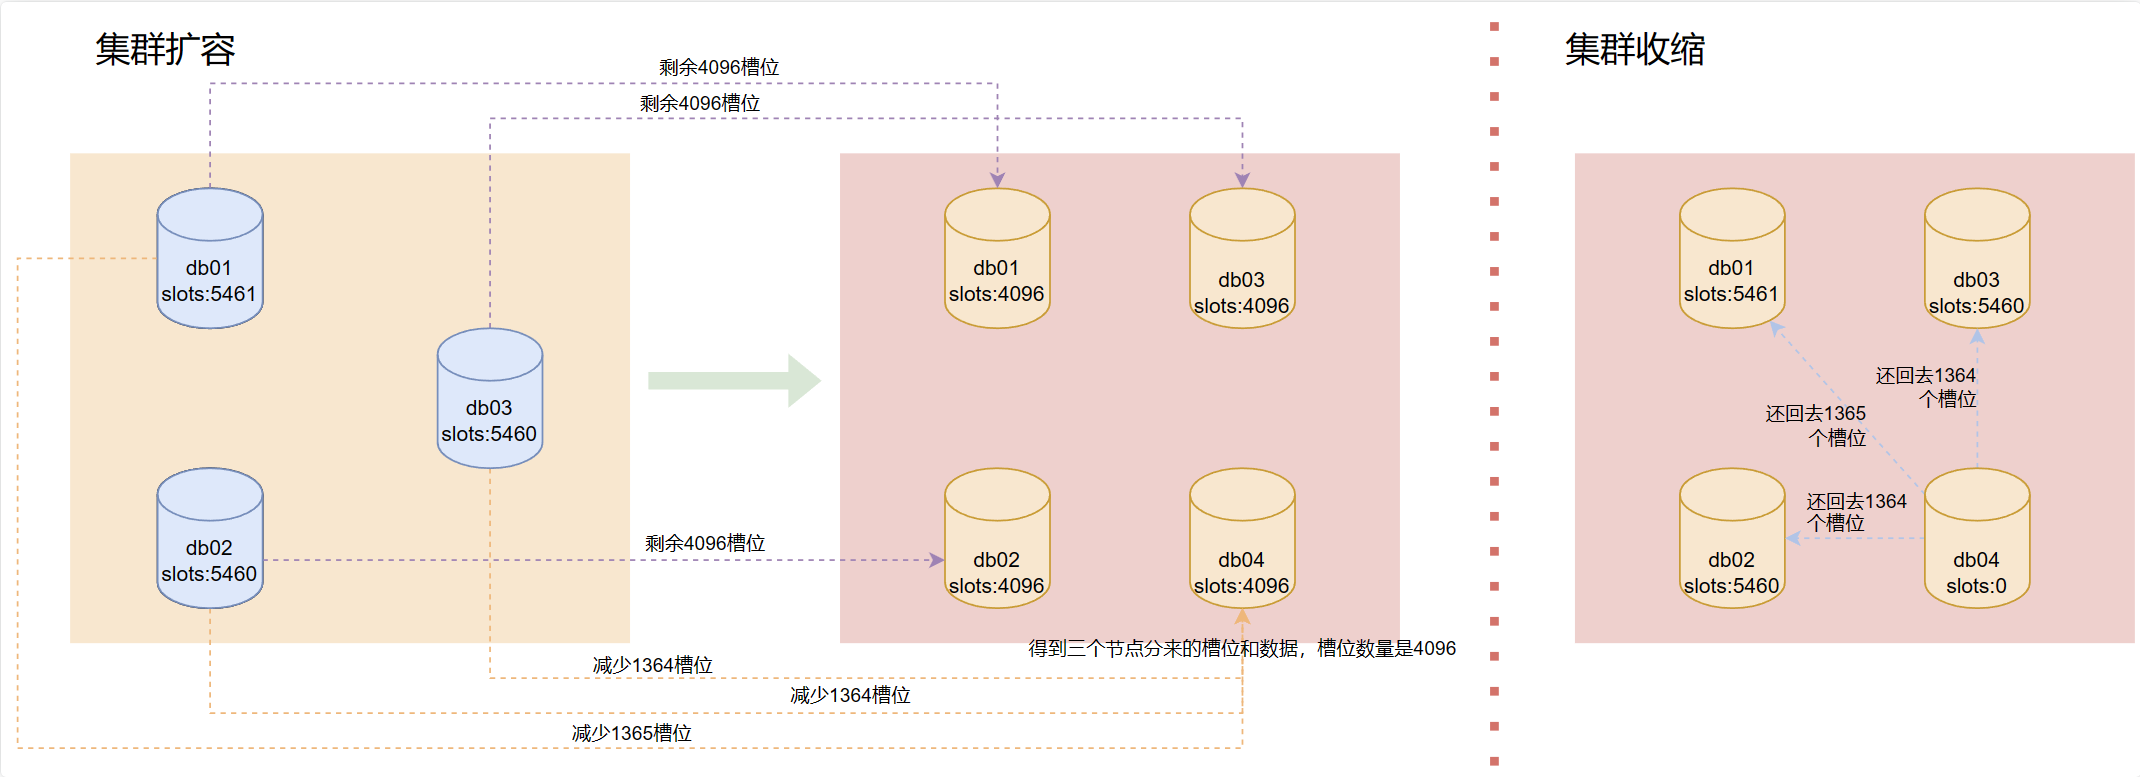 集群扩容
剩余4096槽位
剩余4096槽位
db01
slots:5461
db03
slots:5460
db02
slots:5460
剩余4096槽位
db01
slots:4096
db03
slots:4096
db02
slots:4096
db04
slots:4096
得到三个节点分来的槽位和数据，槽位数量是4096
减少1364槽位
减少1364槽位
减少1365槽位
集群收缩
db01
slots:5461
db03
slots:5460
还回去1364
个槽位
还回去1365
个槽位
还回去1364
个槽位
db02
slots:5460
db04
slots:0